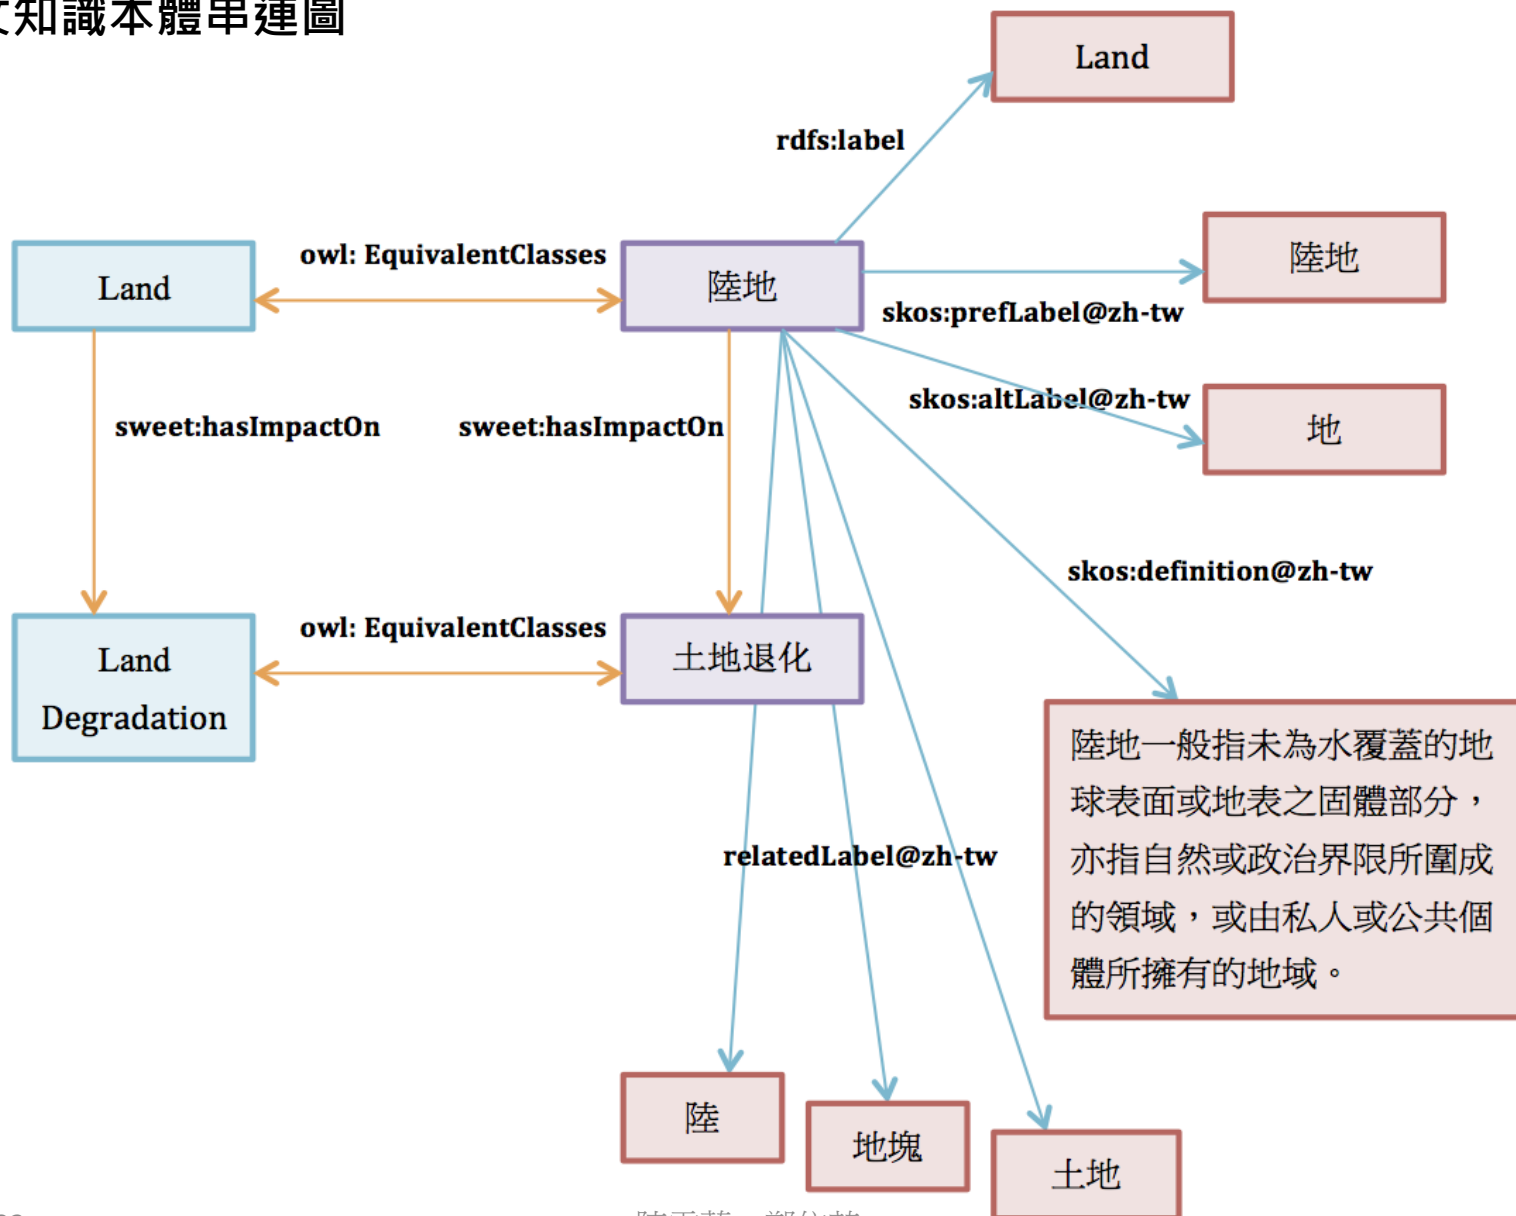 知識本體串連圖
Land
rdfs:label
Land
owl: EquivalentClasses
陸地
陸地
skos:prefLabel@zh-tw
skos:altLabel@zh-tw
地
sweet:hasImpactOn
sweet:hasImpactOn
skos:definition@zh-tw
Land
Degradation
owl: EquivalentClasses
土地退化
陸地一般指未為水覆蓋的地
球表面或地表之固體部分，
亦指自然或政治界限所圍成
的領域，或由私人或公共個
體所擁有的地域。
relatedLabel@zh-tw
陸
地塊
土地